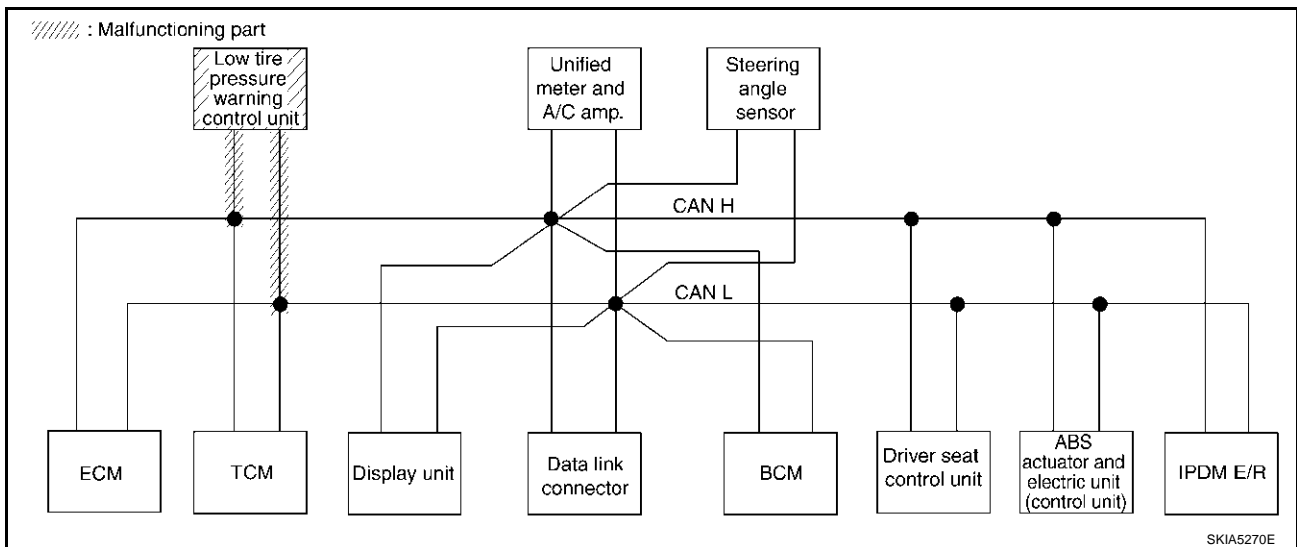 : Malfunctioning part
Low tire
pressure
warning
control unit
Unified
meter and
A/C amp.
Steering
angle
sensor
CAN H
CAN L
ECM
TCM
Display unit
Data link
connector
BCM
Driver seat
control unit
ABS
actuator and
electric unit
(control unit)
IPDM E/R
SKIA5270E